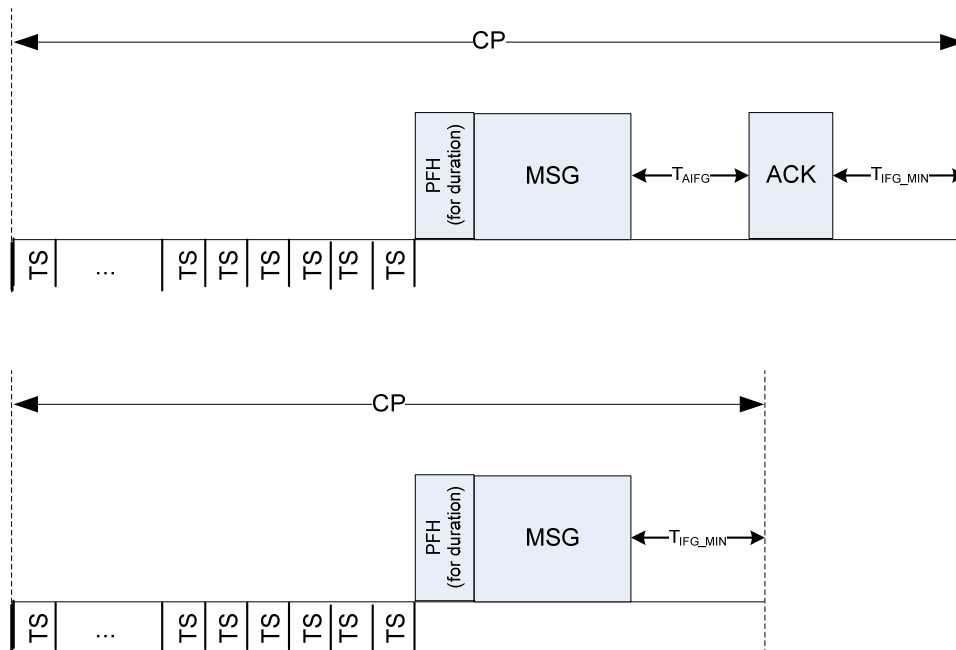 CP
PFH
(for duration)
MSG
TAIFG
ACK
TIFG_MIN
TS ... TS TS TS TS TS TS
CP
PFH
(for duration)
MSG
TIFG_MIN
TS ... TS TS TS TS TS TS